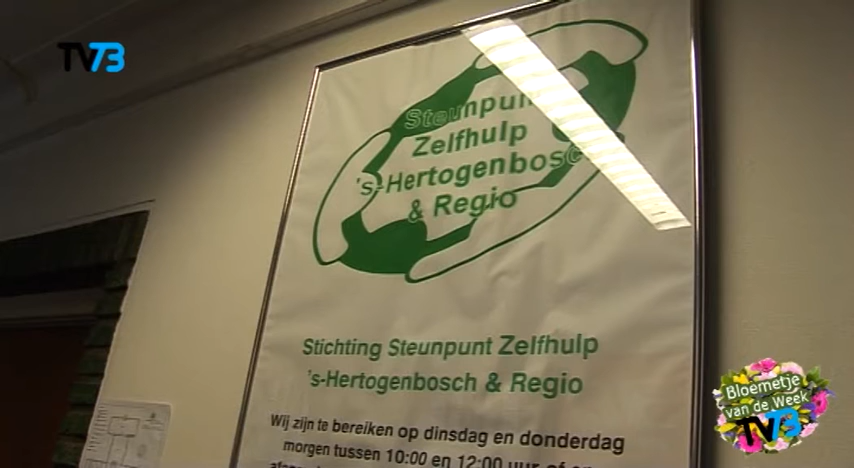 TV73
Steunpunt
Zelfhulp
's-Hertogenbosch
& Regio
Stichting Steunpunt Zelfhulp
's-Hertogenbosch & Regio
Wij zijn te bereiken op dinsdag en donderdag
morgen tussen 10:00 en 12:00 uur, of op
Bloemetje
van de Week
TV73